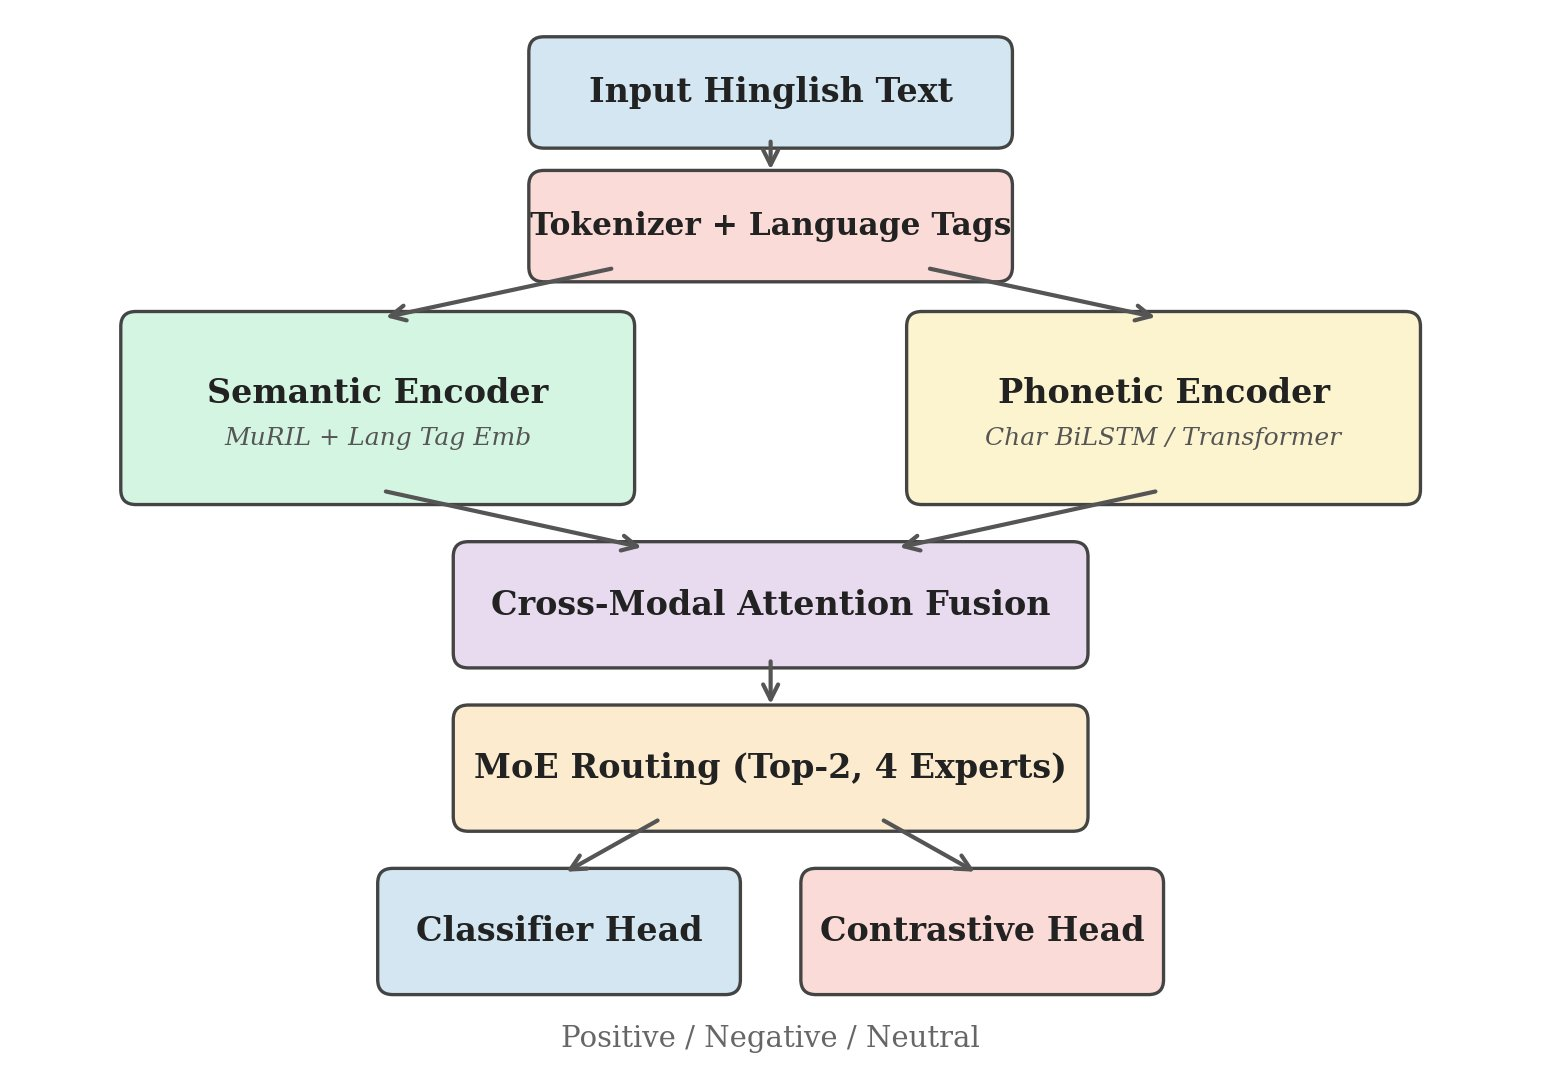 Input Hinglish Text
Tokenizer + Language Tags
Semantic Encoder
MuRIL + Lang Tag Emb
Phonetic Encoder
Char BiLSTM / Transformer
Cross-Modal Attention Fusion
MoE Routing (Top-2, 4 Experts)
Classifier Head
Contrastive Head
Positive / Negative / Neutral